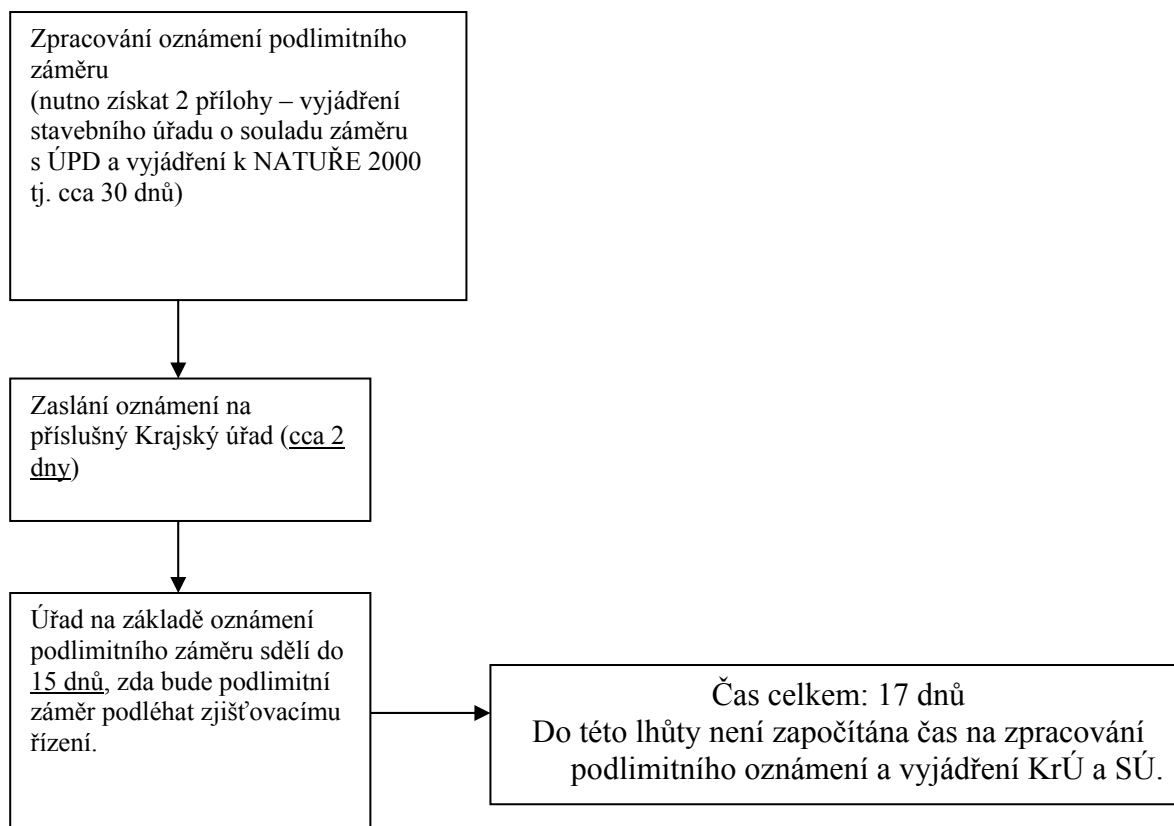 Zpracování oznámení podlimitního
záměru
(nutno získat 2 přílohy – vyjádření
stavebního úřadu o souladu záměru
s ÚPD a vyjádření k NATUŘE 2000
tj. cca 30 dnů)
Zaslání oznámení na
příslušný Krajský úřad (cca 2
dny)
Úřad na základě oznámení
podlimitního záměru sdělí do
15 dnů, zda bude podlimitní
záměr podléhat zjišťovacímu
řízení.
Čas celkem: 17 dnů
Do této lhůty není započítána čas na zpracování
podlimitního oznámení a vyjádření KrÚ a SÚ.